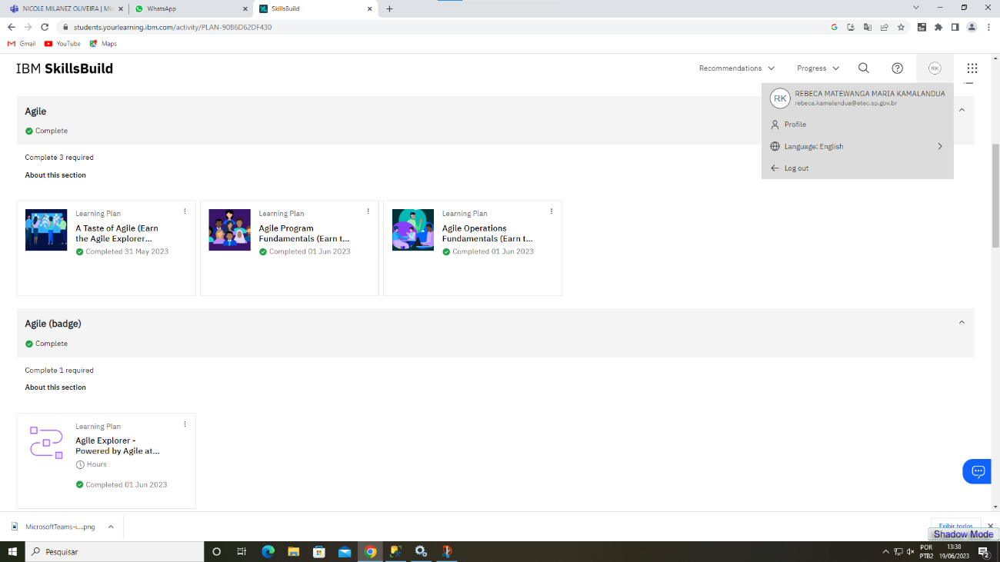 NICOLE MILANEZ OLIVEIRA | Mic
WhatsApp
SkillsBuild
students.yourlearning.ibm.com/activity/PLAN-90B6D62DF430
Gmail
YouTube
Maps
IBM SkillsBuild
Recommendations
Progress
RK
RK
REBECA MATEWANGA MARIA KAMALANDUA
rebeca.kamalandua@etec.sp.gov.br
Profile
Language: English
Log out
Agile
Complete
Complete 3 required
About this section
Learning Plan
A Taste of Agile (Earn
the Agile Explorer...
Completed 31 May 2023
Learning Plan
Agile Program
Fundamentals (Earn t...
Completed 01 Jun 2023
Learning Plan
Agile Operations
Fundamentals (Earn t...
Completed 01 Jun 2023
Agile (badge)
Complete
Complete 1 required
About this section
Learning Plan
Agile Explorer -
Powered by Agile at...
Hours
Completed 01 Jun 2023
MicrosoftTeams-i....png
Exibir todos
Shadow Mode
Pesquisar
POR
PTB2
13:38
19/06/2023
2